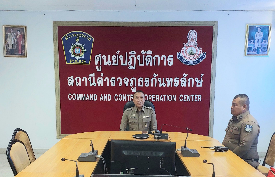 ศูนย์ปฏิบัติการ
สถานีตำรวจภูธรกันทรลักษ์
COMMAND AND CONTROL OPERATION CENTER